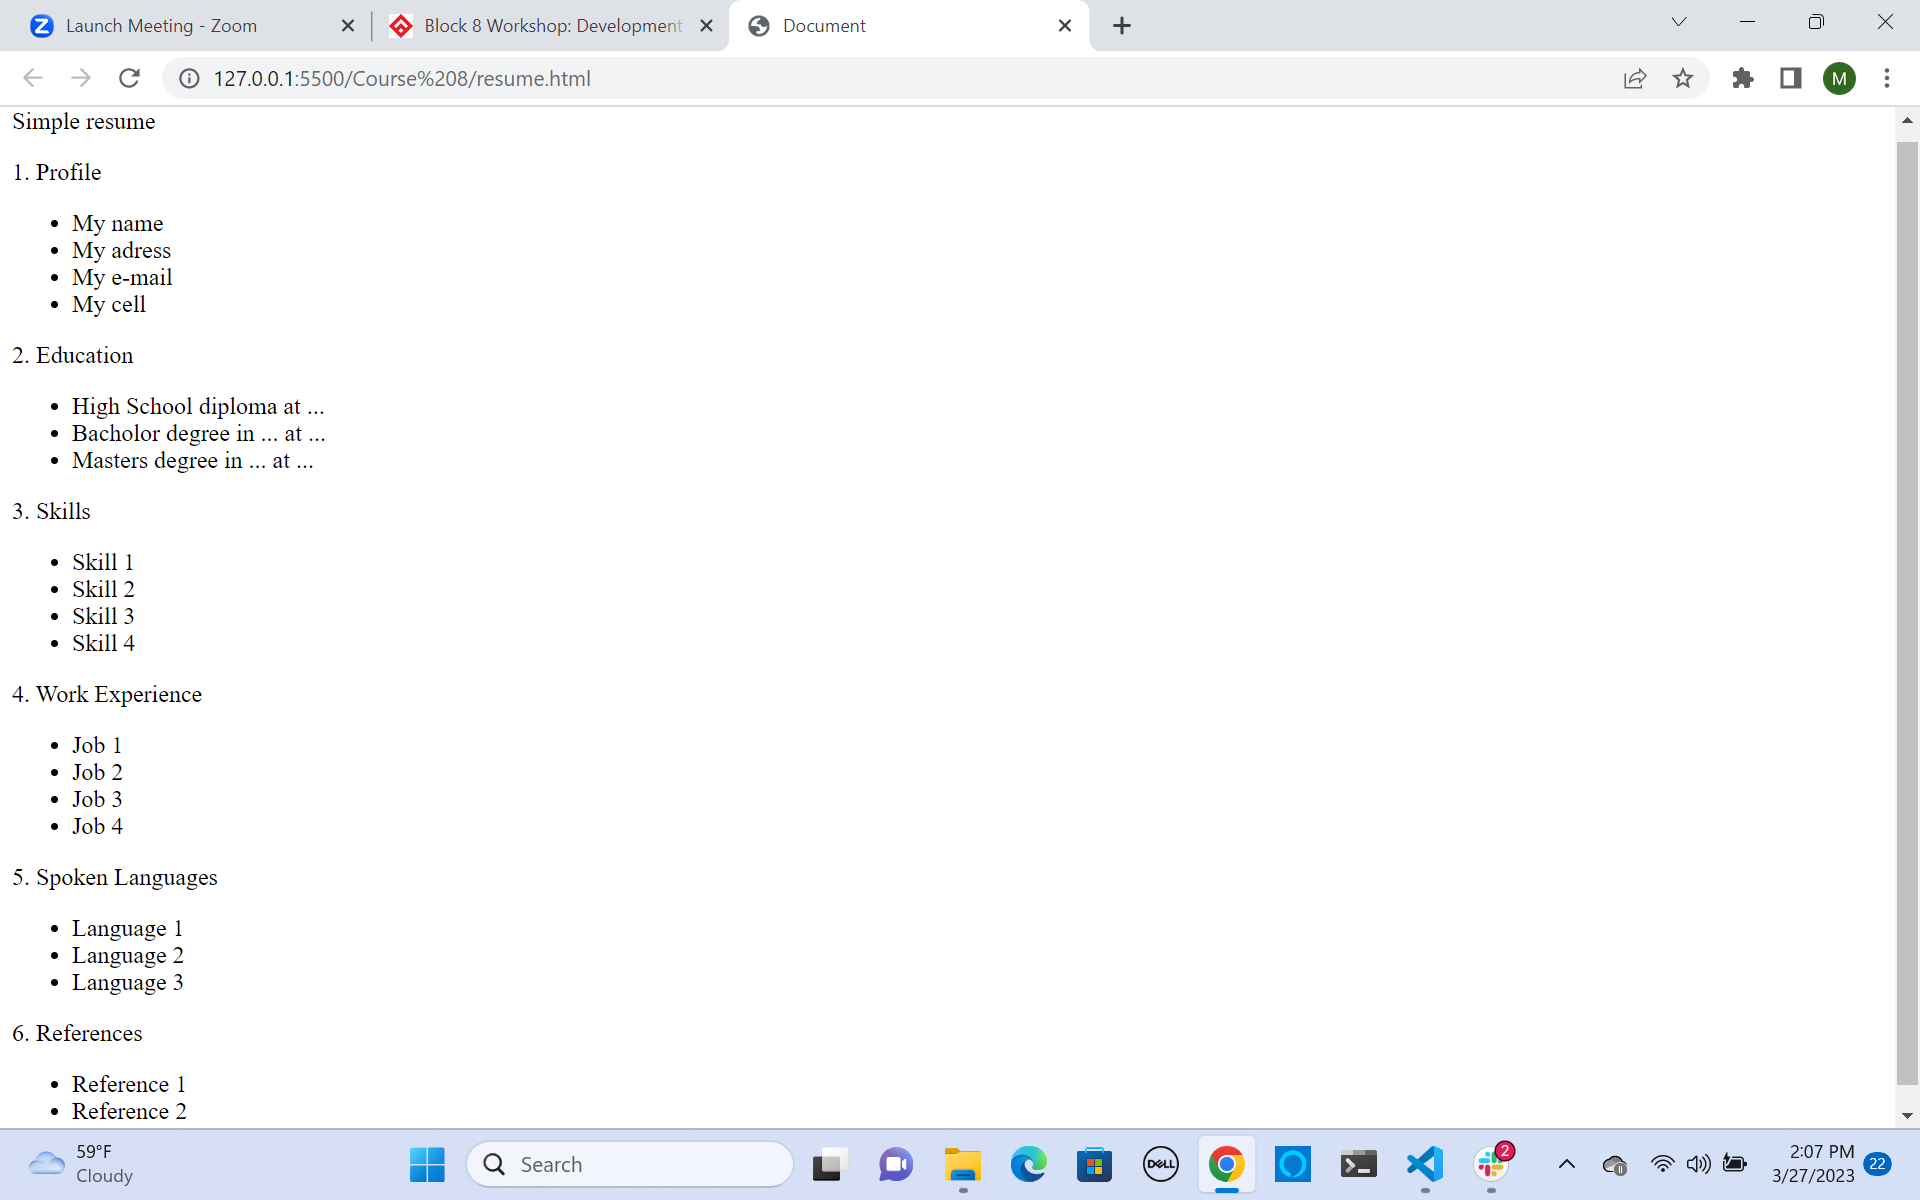 Launch Meeting - Zoom
Block 8 Workshop: Development
Document
127.0.0.1:5500/Course%208/resume.html
M
Simple resume
1. Profile
• My name
• My adress
• My e-mail
• My cell
2. Education
• High School diploma at ...
• Bacholor degree in ... at ...
• Masters degree in ... at ...
3. Skills
• Skill 1
• Skill 2
• Skill 3
• Skill 4
4. Work Experience
• Job 1
• Job 2
• Job 3
• Job 4
5. Spoken Languages
• Language 1
• Language 2
• Language 3
6. References
• Reference 1
• Reference 2
59°F
Cloudy
Search
DELL
2
2:07 PM
3/27/2023
22